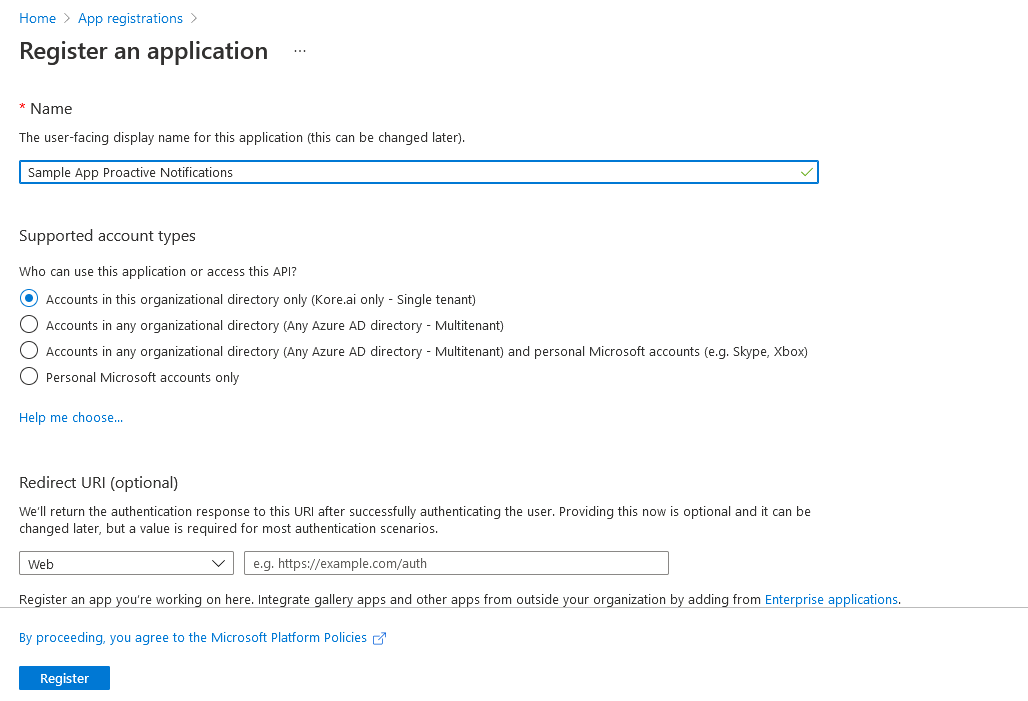 Home > App registrations >
Register an application ...
* Name
The user-facing display name for this application (this can be changed later).
Sample App Proactive Notifications
Supported account types
Who can use this application or access this API?
Accounts in this organizational directory only (Kore.ai only - Single tenant)
Accounts in any organizational directory (Any Azure AD directory - Multitenant)
Accounts in any organizational directory (Any Azure AD directory - Multitenant) and personal Microsoft accounts (e.g. Skype, Xbox)
Personal Microsoft accounts only
Help me choose...
Redirect URI (optional)
We'll return the authentication response to this URI after successfully authenticating the user. Providing this now is optional and it can be
changed later, but a value is required for most authentication scenarios.
Web e.g. https://example.com/auth
Register an app you're working on here. Integrate gallery apps and other apps from outside your organization by adding from Enterprise applications.
By proceeding, you agree to the Microsoft Platform Policies
Register